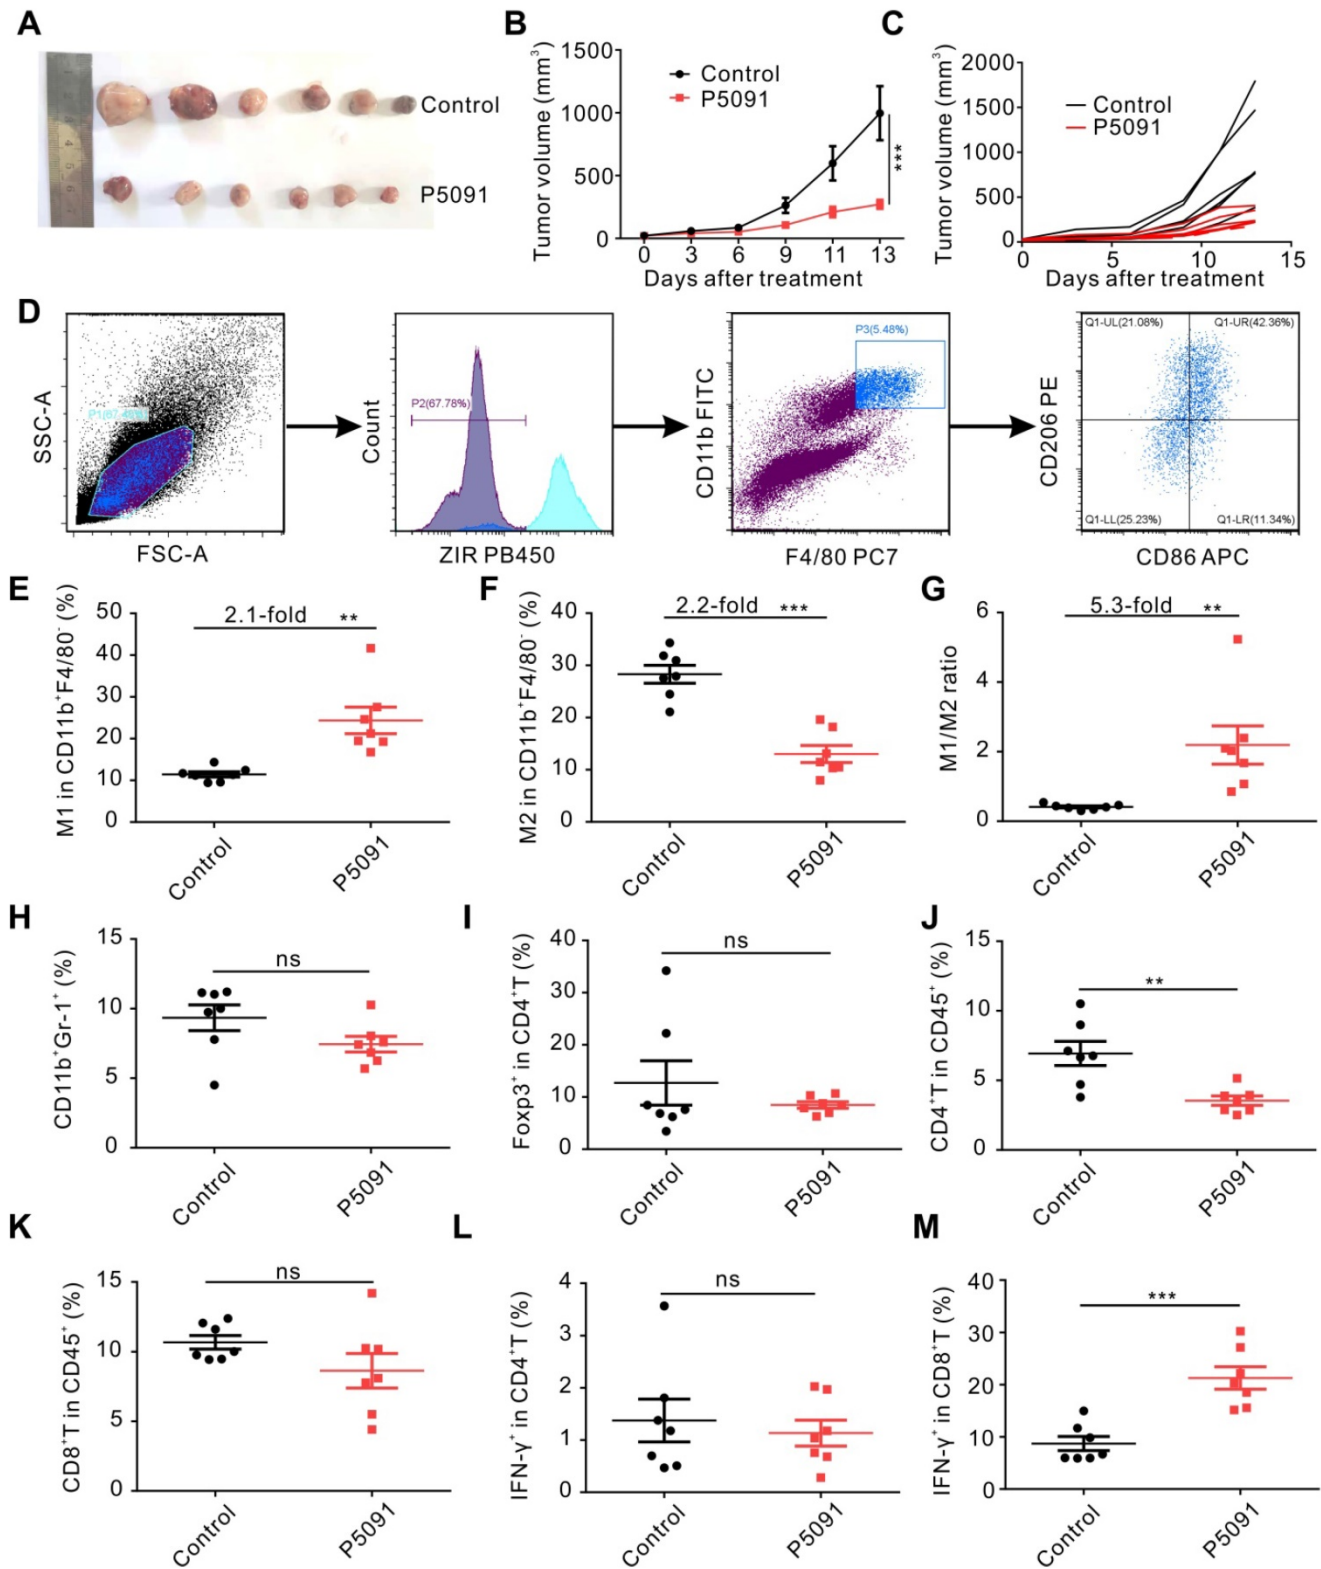 A
Control
P5091
B
1500
1000
500
0
Tumor volume (mm³)
Control
P5091
***
0 3 6 9 11 13
Days after treatment
C
2000
1500
1000
500
0
Tumor volume (mm³)
Control
P5091
0 5 10 15
Days after treatment
D
SSC-A
FSC-A
Count
P2(67.78%)
ZIR PB450
CD11b FITC
P3(5.48%)
F4/80 PC7
CD206 PE
Q1-UL(21.08%) Q1-UR(42.36%)
Q1-LL(25.23%) Q1-LR(11.34%)
CD86 APC
E
M1 in CD11b⁺F4/80⁻ (%)
50
40
30
20
10
0
2.1-fold **
Control P5091
F
M2 in CD11b⁺F4/80⁻ (%)
40
30
20
10
0
2.2-fold ***
Control P5091
G
M1/M2 ratio
6
4
2
0
5.3-fold **
Control P5091
H
CD11b⁺Gr-1⁺ (%)
15
10
5
0
ns
Control P5091
I
Foxp3⁺ in CD4⁺T (%)
40
30
20
10
0
ns
Control P5091
J
CD4⁺T in CD45⁺ (%)
15
10
5
0
**
Control P5091
K
CD8⁺T in CD45⁺ (%)
15
10
5
0
ns
Control P5091
L
IFN-γ⁺ in CD4⁺T (%)
4
3
2
1
0
ns
Control P5091
M
IFN-γ⁺ in CD8⁺T (%)
40
30
20
10
0
***
Control P5091